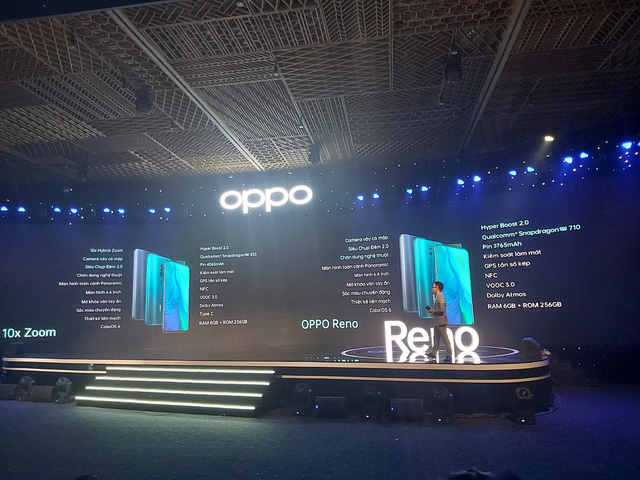 oppo
10x Hybrid Zoom
Camera vây cá mập
Siêu Chụp Đêm 2.0
Chân dung nghệ thuật
Màn hình toàn cảnh Panoramic
Màn hình 6.6 inch
Mở khóa vân tay ẩn
Sắc màu chuyển động
Thiết kế liền mạch
ColorOS 6
Hyper Boost 2.0
Qualcomm® Snapdragon™ 855
Pin 4065mAh
Kiểm soát làm mát
GPS tần số kép
NFC
VOOC 3.0
Dolby Atmos
Type C
RAM 8GB + ROM 256GB
10x Zoom
Camera vây cá mập
Siêu Chụp Đêm 2.0
Chân dung nghệ thuật
Màn hình toàn cảnh Panoramic
Màn hình 6.4 inch
Mở khóa vân tay ẩn
Sắc màu chuyển động
Thiết kế liền mạch
ColorOS 6
Hyper Boost 2.0
Qualcomm® Snapdragon™ 710
Pin 3765mAh
Kiểm soát làm mát
GPS tần số kép
NFC
VOOC 3.0
Dolby Atmos
RAM 6GB + ROM 256GB
OPPO Reno
Reno